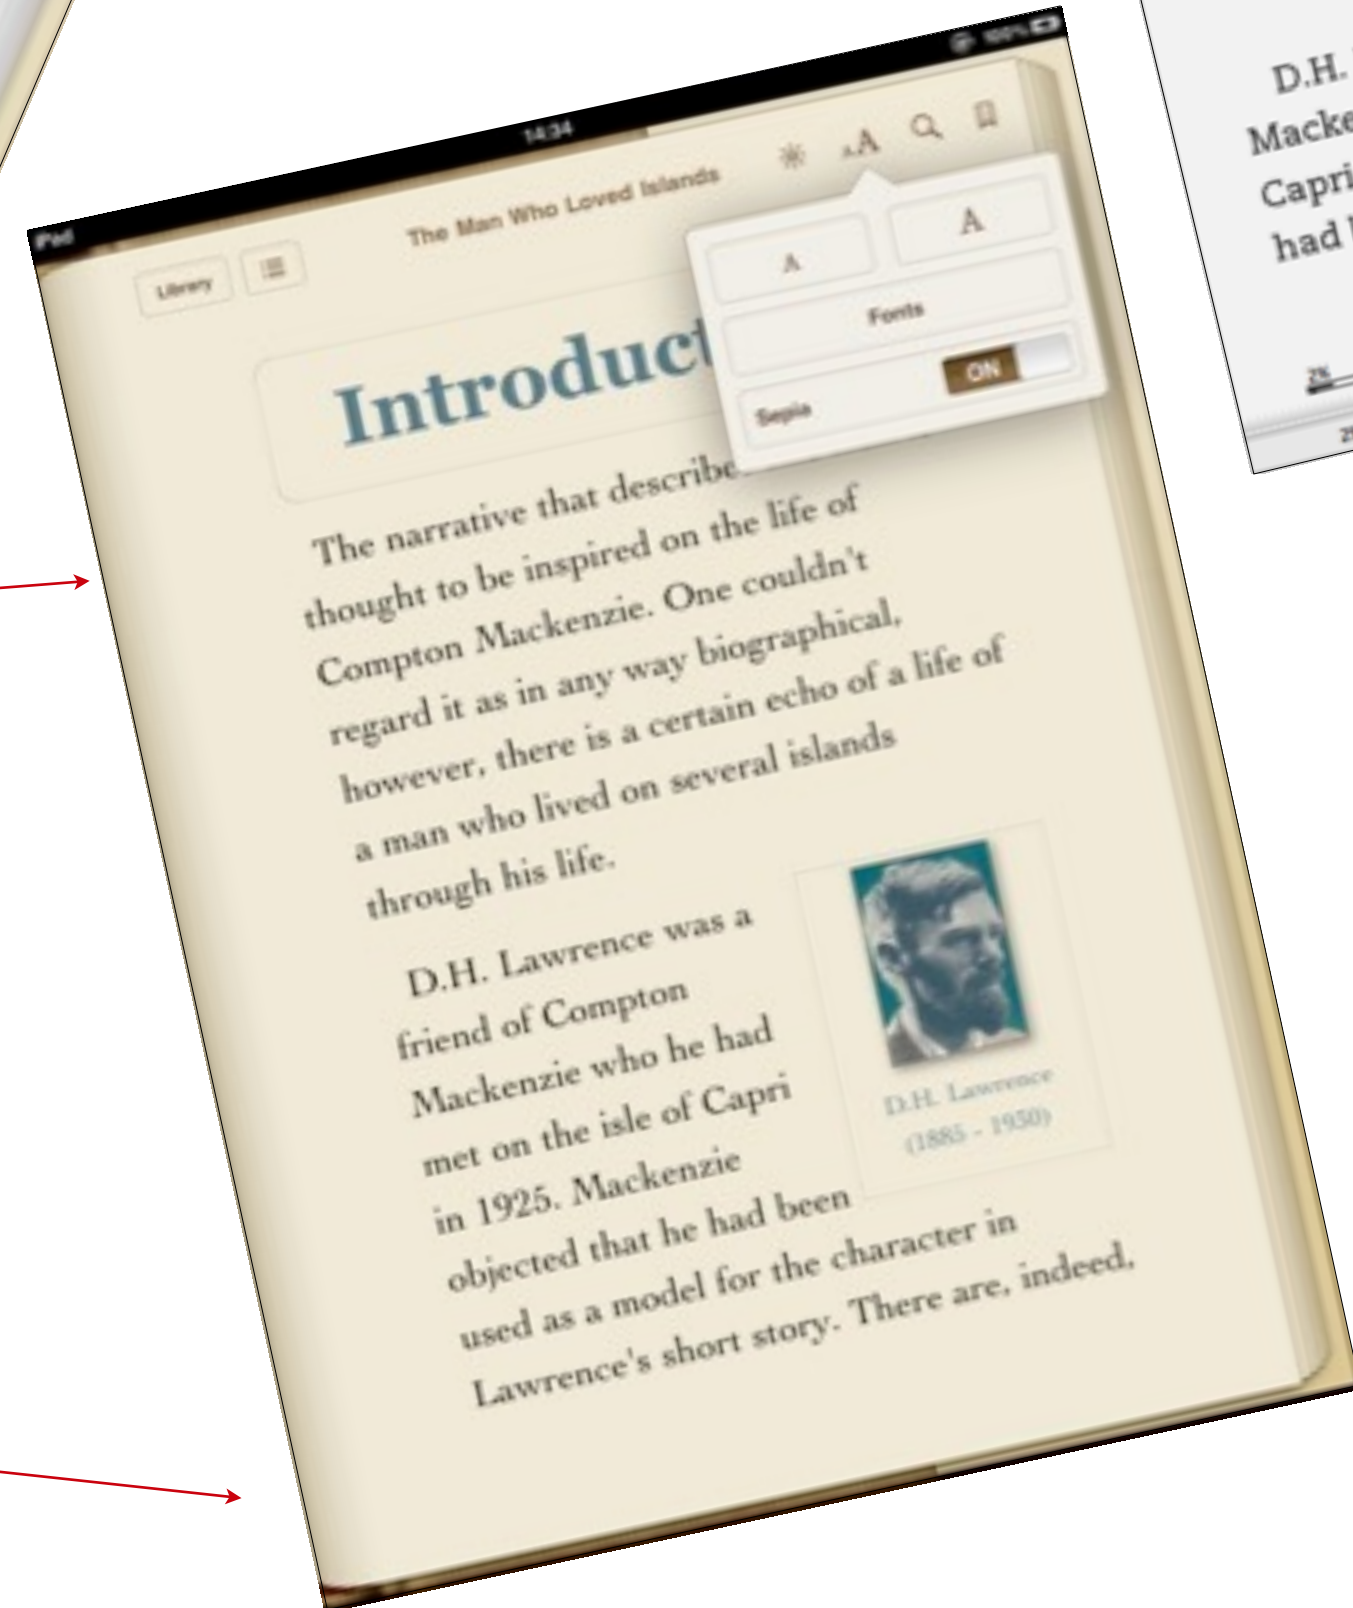 iPad
14:34
100%
The Man Who Loved Islands
Library
A A
A
A
Fonts
Sepia
ON
Introduct
The narrative that describe
thought to be inspired on the life of
Compton Mackenzie. One couldn't
regard it as in any way biographical,
however, there is a certain echo of a life of
a man who lived on several islands
through his life.
D.H. Lawrence was a
friend of Compton
Mackenzie who he had
met on the isle of Capri
in 1925. Mackenzie
objected that he had been
used as a model for the character in
Lawrence's short story. There are, indeed,
D.H. Lawrence
(1885 - 1930)
D.H.
Macke
Capri
had
2%